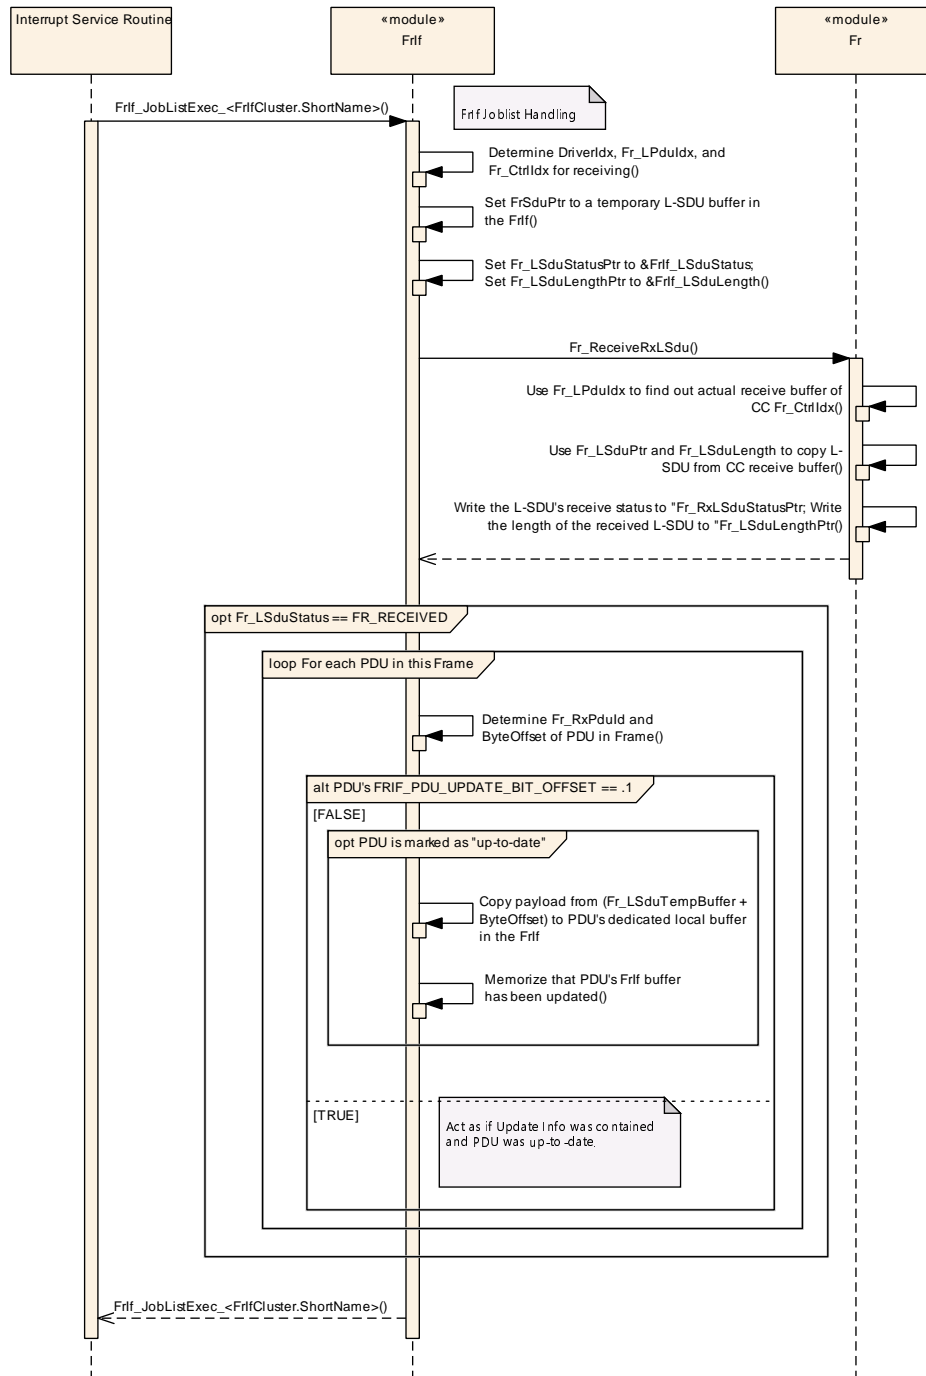 Interrupt Service Routine
«module»
FrIf
«module»
Fr
FrIf_JobListExec_<FrIfCluster.ShortName>()
FrIf Joblist Handling
Determine DriverIdx, Fr_LPduIdx, and
Fr_CtrlIdx for receiving()
Set FrSduPtr to a temporary L-SDU buffer in
the FrIf()
Set Fr_LSduStatusPtr to &FrIf_LSduStatus;
Set Fr_LSduLengthPtr to &FrIf_LSduLength()
Fr_ReceiveRxLSdu()
Use Fr_LPduIdx to find out actual receive buffer of
CC Fr_CtrlIdx()
Use Fr_LSduPtr and Fr_LSduLength to copy L-
SDU from CC receive buffer()
Write the L-SDU's receive status to "Fr_RxLSduStatusPtr; Write
the length of the received L-SDU to "Fr_LSduLengthPtr()
opt Fr_LSduStatus == FR_RECEIVED
loop For each PDU in this Frame
Determine Fr_RxPduId and
ByteOffset of PDU in Frame()
alt PDU's FRIF_PDU_UPDATE_BIT_OFFSET == .1
[FALSE]
opt PDU is marked as "up-to-date"
Copy payload from (Fr_LSduTempBuffer +
ByteOffset) to PDU's dedicated local buffer
in the FrIf
Memorize that PDU's FrIf buffer
has been updated()
[TRUE]
Act as if Update Info was contained
and PDU was up-to-date.
FrIf_JobListExec_<FrIfCluster.ShortName>()